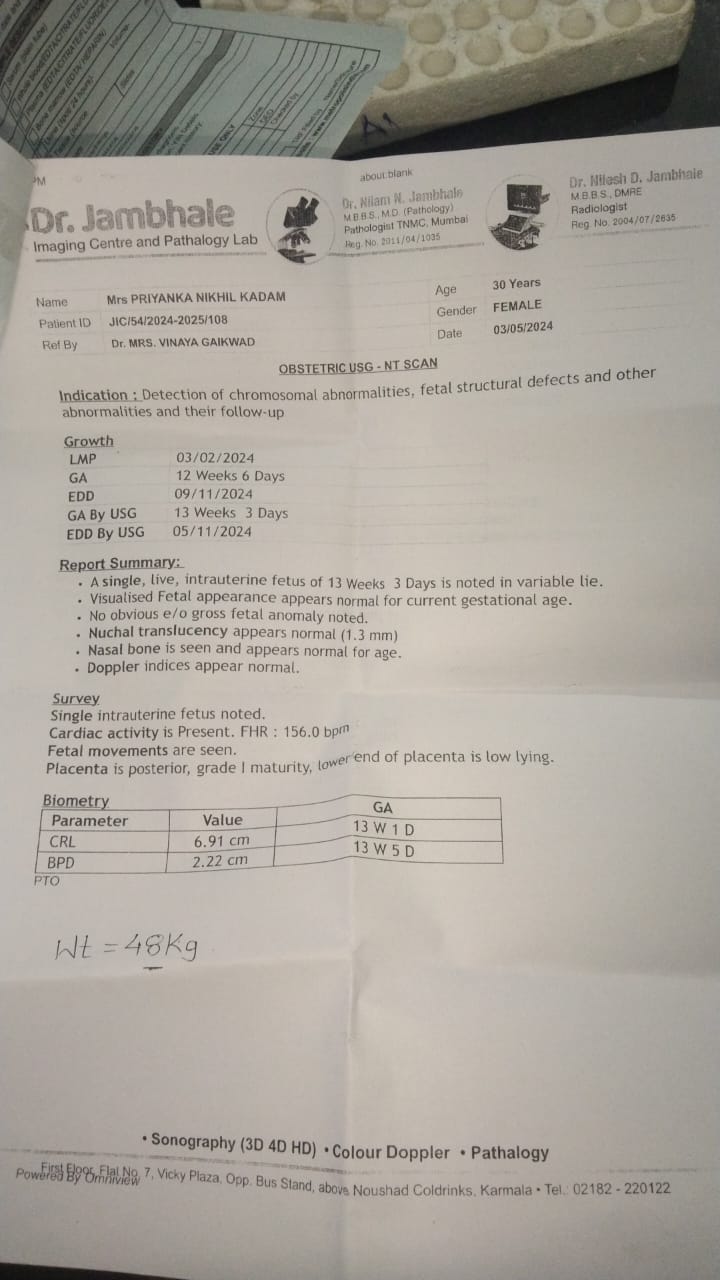 Serum (plain tube)
Volume-
USE ONLY
A1
PM
about:blank
Dr. Jambhale
Imaging Centre and Pathalogy Lab
Dr. Nilam N. Jambhale
M.B.B.S., M.D. (Pathology)
Pathologist TNMC, Mumbai
Reg. No. 2011/04/1035
Dr. Nilesh D. Jambhale
M.B.B.S., DMRE
Radiologist
Reg. No. 2004/07/2635
Name Mrs PRIYANKA NIKHIL KADAM Age 30 Years
Patient ID JIC/54/2024-2025/108 Gender FEMALE
Ref By Dr. MRS. VINAYA GAIKWAD Date 03/05/2024
OBSTETRIC USG - NT SCAN
Indication : Detection of chromosomal abnormalities, fetal structural defects and other
abnormalities and their follow-up
Growth
LMP 03/02/2024
GA 12 Weeks 6 Days
EDD 09/11/2024
GA By USG 13 Weeks 3 Days
EDD By USG 05/11/2024
Report Summary:
• A single, live, intrauterine fetus of 13 Weeks 3 Days is noted in variable lie.
• Visualised Fetal appearance appears normal for current gestational age.
• No obvious e/o gross fetal anomaly noted.
• Nuchal translucency appears normal (1.3 mm)
• Nasal bone is seen and appears normal for age.
• Doppler indices appear normal.
Survey
Single intrauterine fetus noted.
Cardiac activity is Present. FHR : 156.0 bpm
Fetal movements are seen.
Placenta is posterior, grade I maturity, lower end of placenta is low lying.
Biometry
Parameter Value GA
CRL 6.91 cm 13 W 1 D
BPD 2.22 cm 13 W 5 D
PTO
Wt = 48Kg
• Sonography (3D 4D HD) • Colour Doppler • Pathalogy
First Floor, Flat No. 7, Vicky Plaza, Opp. Bus Stand, above Noushad Coldrinks, Karmala • Tel.: 02182 - 220122
Powered By Omniview